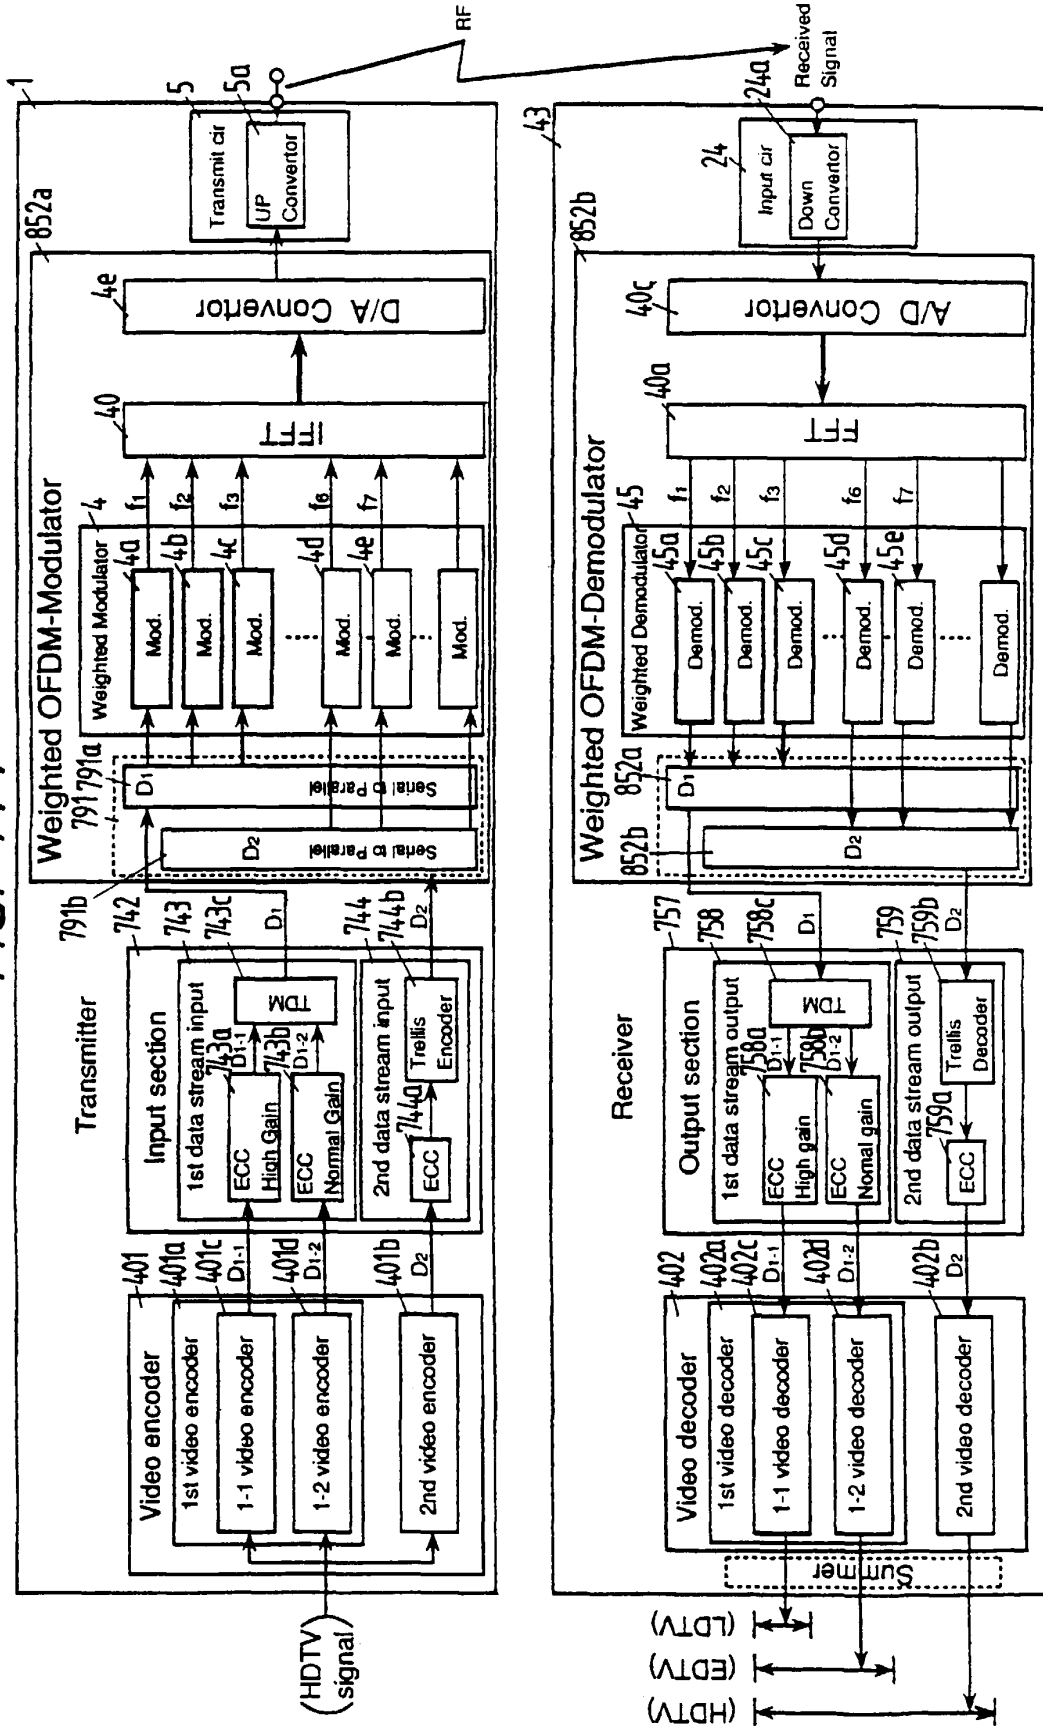 Transmitter
1
HDTV signal
Video encoder
401
1st video encoder
401a
1-1 video encoder
401c
D1-1
1-2 video encoder
401d
D1-2
2nd video encoder
401b
D2
Input section
742
1st data stream input
743
ECC High Gain
743a
D1-1
ECC Normal Gain
743b
D1-2
TDM
743c
D1
2nd data stream input
744
ECC
744a
Trellis Encoder
744b
D2
Weighted OFDM-Modulator
852a
791
791a
D1
Serial to Parallel
791b
D2
Serial to Parallel
Weighted Modulator
4
Mod.
4a
f1
Mod.
4b
f2
Mod.
4c
f3
Mod.
4d
f6
Mod.
4e
f7
Mod.
IFFT
40
D/A Convertor
4e
Transmit cir
5
UP Convertor
5a
RF
Receiver
43
Received Signal
Input cir
24
Down Convertor
24a
Weighted OFDM-Demodulator
852b
A/D Convertor
40c
FFT
40a
Weighted Demodulator
45
f1
Demod.
45a
f2
Demod.
45b
f3
Demod.
45c
f6
Demod.
45d
f7
Demod.
45e
Demod.
852a
D1
852b
D2
Output section
757
1st data stream output
758
D1
TDM
758c
D1-1
ECC High gain
758a
D1-2
ECC Normal gain
758b
2nd data stream output
759
D2
Trellis Decoder
759b
ECC
759a
Video decoder
402
1st video decoder
402a
1-1 video decoder
402c
D1-1
1-2 video decoder
402d
D1-2
2nd video decoder
402b
D2
Summer
(LDTV)
(EDTV)
(HDTV)